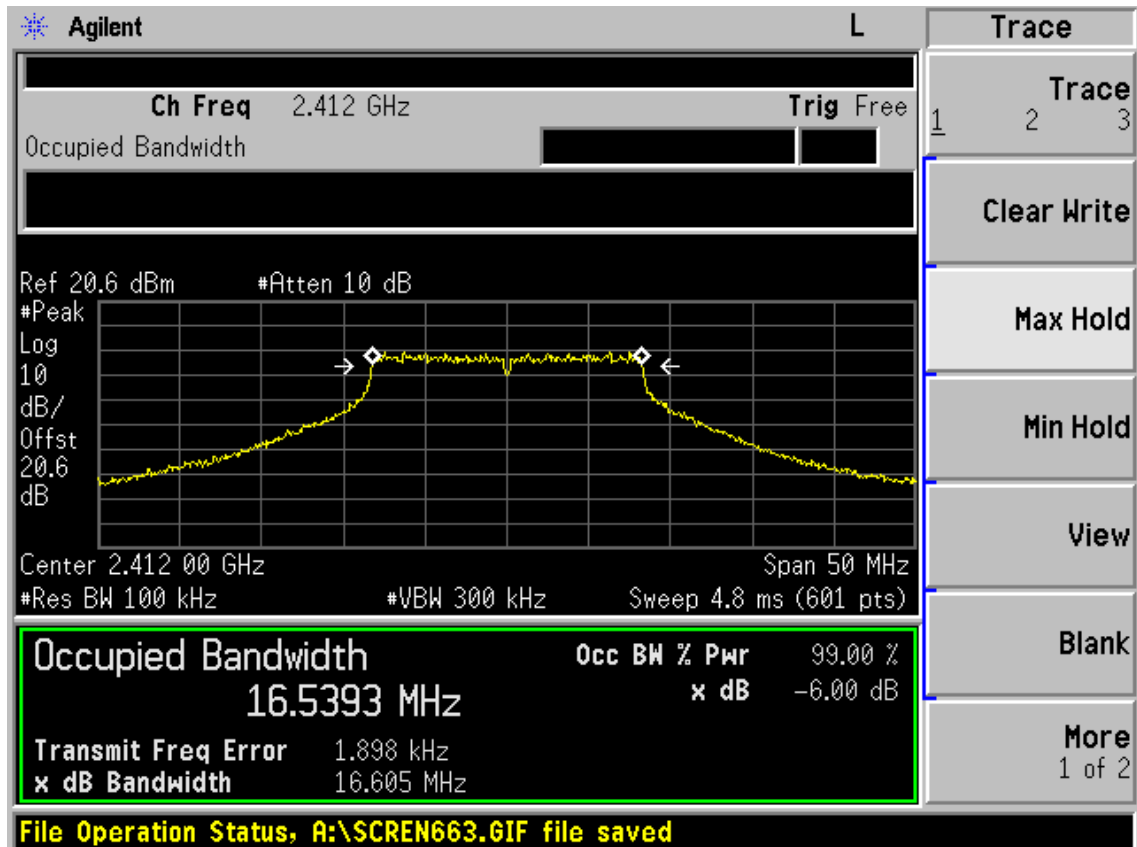 Agilent L Trace
Ch Freq 2.412 GHz Trig Free
Occupied Bandwidth
Trace
1 2 3
Clear Write
Max Hold
Min Hold
View
Blank
More
1 of 2
Ref 20.6 dBm #Atten 10 dB
#Peak
Log
10
dB/
Offst
20.6
dB
Center 2.412 00 GHz Span 50 MHz
#Res BW 100 kHz #VBW 300 kHz Sweep 4.8 ms (601 pts)
Occupied Bandwidth Occ BW % Pwr 99.00 %
16.5393 MHz x dB -6.00 dB
Transmit Freq Error 1.898 kHz
x dB Bandwidth 16.605 MHz
File Operation Status, A:\SCREN663.GIF file saved